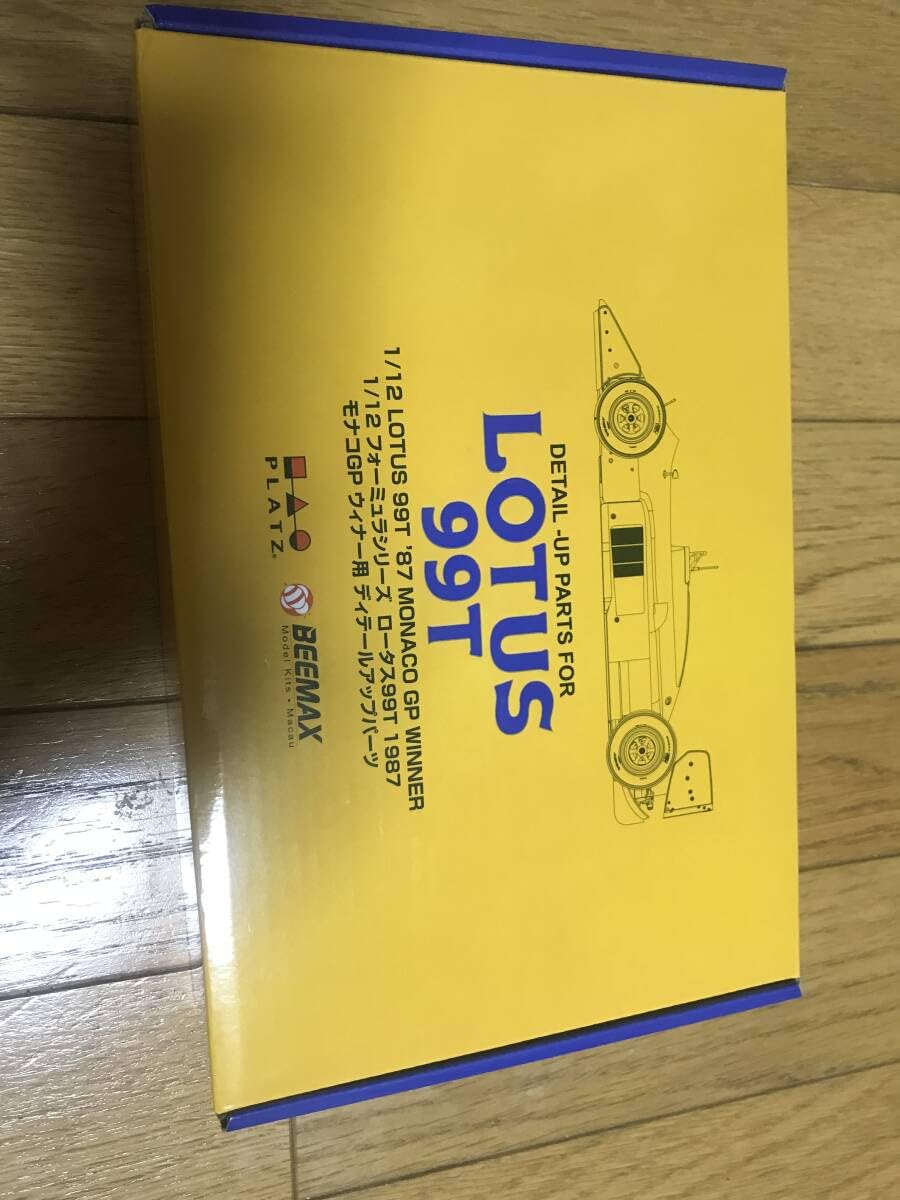 DETAIL -UP PARTS FOR
LOTUS
99T
1/12 LOTUS 99T '87 MONACO GP WINNER
1/12 フォーミュラシリーズ ロータス99T 1987
モナコGP ウィナー用 ディテールアップパーツ
PLATZ®
BEEMAX
Model Kits • Macau